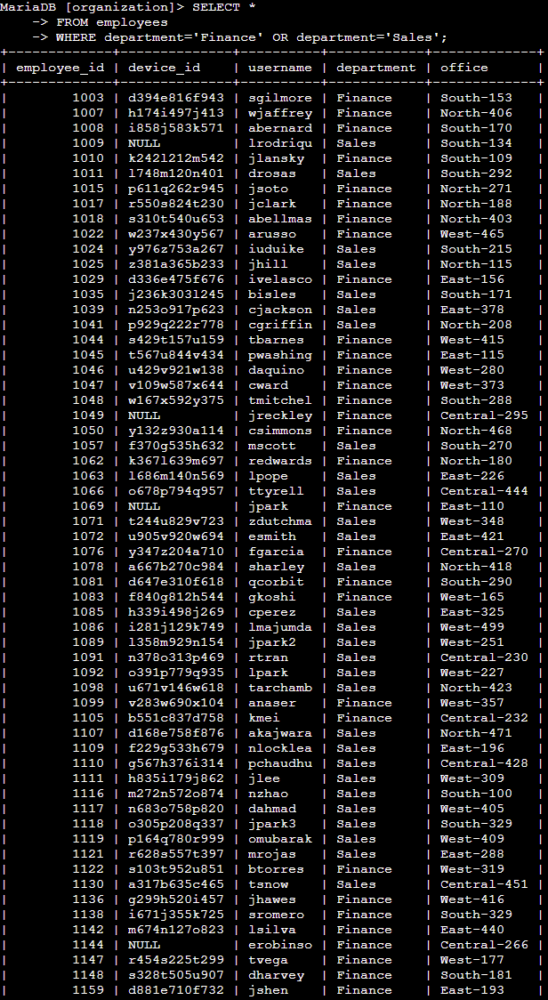 MariaDB [organization]> SELECT *
    -> FROM employees
    -> WHERE department='Finance' OR department='Sales';
+-------------+--------------+----------+------------+-------------+
| employee_id | device_id    | username | department | office      |
+-------------+--------------+----------+------------+-------------+
|        1003 | d394e816f943 | sgilmore | Finance    | South-153   |
|        1007 | h174i497j413 | wjaffrey | Finance    | North-406   |
|        1008 | i858j583k571 | abernard | Finance    | South-170   |
|        1009 | NULL         | lrodriqu | Sales      | South-134   |
|        1010 | k242l212m542 | jlansky  | Finance    | South-109   |
|        1011 | l748m120n401 | drosas   | Sales      | South-292   |
|        1015 | p611q262r945 | jsoto    | Finance    | North-271   |
|        1017 | r550s824t230 | jclark   | Finance    | North-188   |
|        1018 | s310t540u653 | abellmas | Finance    | North-403   |
|        1022 | w237x430y567 | arusso   | Finance    | West-465    |
|        1024 | y976z753a267 | iuduike  | Sales      | South-215   |
|        1025 | z381a365b233 | jhill    | Sales      | North-115   |
|        1029 | d336e475f676 | ivelasco | Finance    | East-156    |
|        1035 | j236k303l245 | bisles   | Sales      | South-171   |
|        1039 | n253o917p623 | cjackson | Sales      | East-378    |
|        1041 | p929q222r778 | cgriffin | Sales      | North-208   |
|        1044 | s429t157u159 | tbarnes  | Finance    | West-415    |
|        1045 | t567u844v434 | pwashing | Finance    | East-115    |
|        1046 | u429v921w138 | daquino  | Finance    | West-280    |
|        1047 | v109w587x644 | cward    | Finance    | West-373    |
|        1048 | w167x592y375 | tmitchel | Finance    | South-288   |
|        1049 | NULL         | jreckley | Finance    | Central-295 |
|        1050 | y132z930a114 | csimmons | Finance    | North-468   |
|        1057 | f370g535h632 | mscott   | Sales      | South-270   |
|        1062 | k367l639m697 | redwards | Finance    | North-180   |
|        1063 | l686m140n569 | lpope    | Sales      | East-226    |
|        1066 | o678p794q957 | ttyrell  | Sales      | Central-444 |
|        1069 | NULL         | jpark    | Finance    | East-110    |
|        1071 | t244u829v723 | zdutchma | Sales      | West-348    |
|        1072 | u905v920w694 | esmith   | Sales      | East-421    |
|        1076 | y347z204a710 | fgarcia  | Finance    | Central-270 |
|        1078 | a667b270c984 | sharley  | Sales      | North-418   |
|        1081 | d647e310f618 | qcorbit  | Finance    | South-290   |
|        1083 | f840g812h544 | gkoshi   | Finance    | West-165    |
|        1085 | h339i498j269 | cperez   | Sales      | East-325    |
|        1086 | i281j129k749 | lmajumda | Sales      | West-499    |
|        1089 | l358m929n154 | jpark2   | Sales      | West-251    |
|        1091 | n378o313p469 | rtran    | Sales      | Central-230 |
|        1092 | o391p779q935 | lpark    | Sales      | West-227    |
|        1098 | u671v146w618 | tarchamb | Sales      | North-423   |
|        1099 | v283w690x104 | anaser   | Finance    | West-357    |
|        1105 | b551c837d758 | kmei     | Finance    | Central-232 |
|        1107 | d168e758f876 | akajwara | Sales      | North-471   |
|        1109 | f229g533h679 | nlocklea | Sales      | East-196    |
|        1110 | g567h376i314 | pchaudhu | Sales      | Central-428 |
|        1111 | h835i179j862 | jlee     | Sales      | West-309    |
|        1116 | m272n572o874 | nzhao    | Sales      | South-100   |
|        1117 | n683o758p820 | dahmad   | Sales      | West-405    |
|        1118 | o305p208q337 | jpark3   | Sales      | South-329   |
|        1119 | p164q780r999 | omubarak | Sales      | West-409    |
|        1121 | r628s557t397 | mrojas   | Sales      | East-288    |
|        1122 | s103t952u851 | btorres  | Finance    | West-319    |
|        1130 | a317b635c465 | tsnow    | Sales      | Central-451 |
|        1136 | g299h520i457 | jhawes   | Finance    | West-416    |
|        1138 | i671j355k725 | sromero  | Finance    | South-329   |
|        1142 | m674n127o823 | lsilva   | Finance    | East-440    |
|        1144 | NULL         | erobinso | Finance    | Central-266 |
|        1147 | r454s225t299 | tvega    | Finance    | West-177    |
|        1148 | s328t505u907 | dharvey  | Finance    | South-181   |
|        1159 | d881e710f732 | jshen    | Finance    | East-193    |